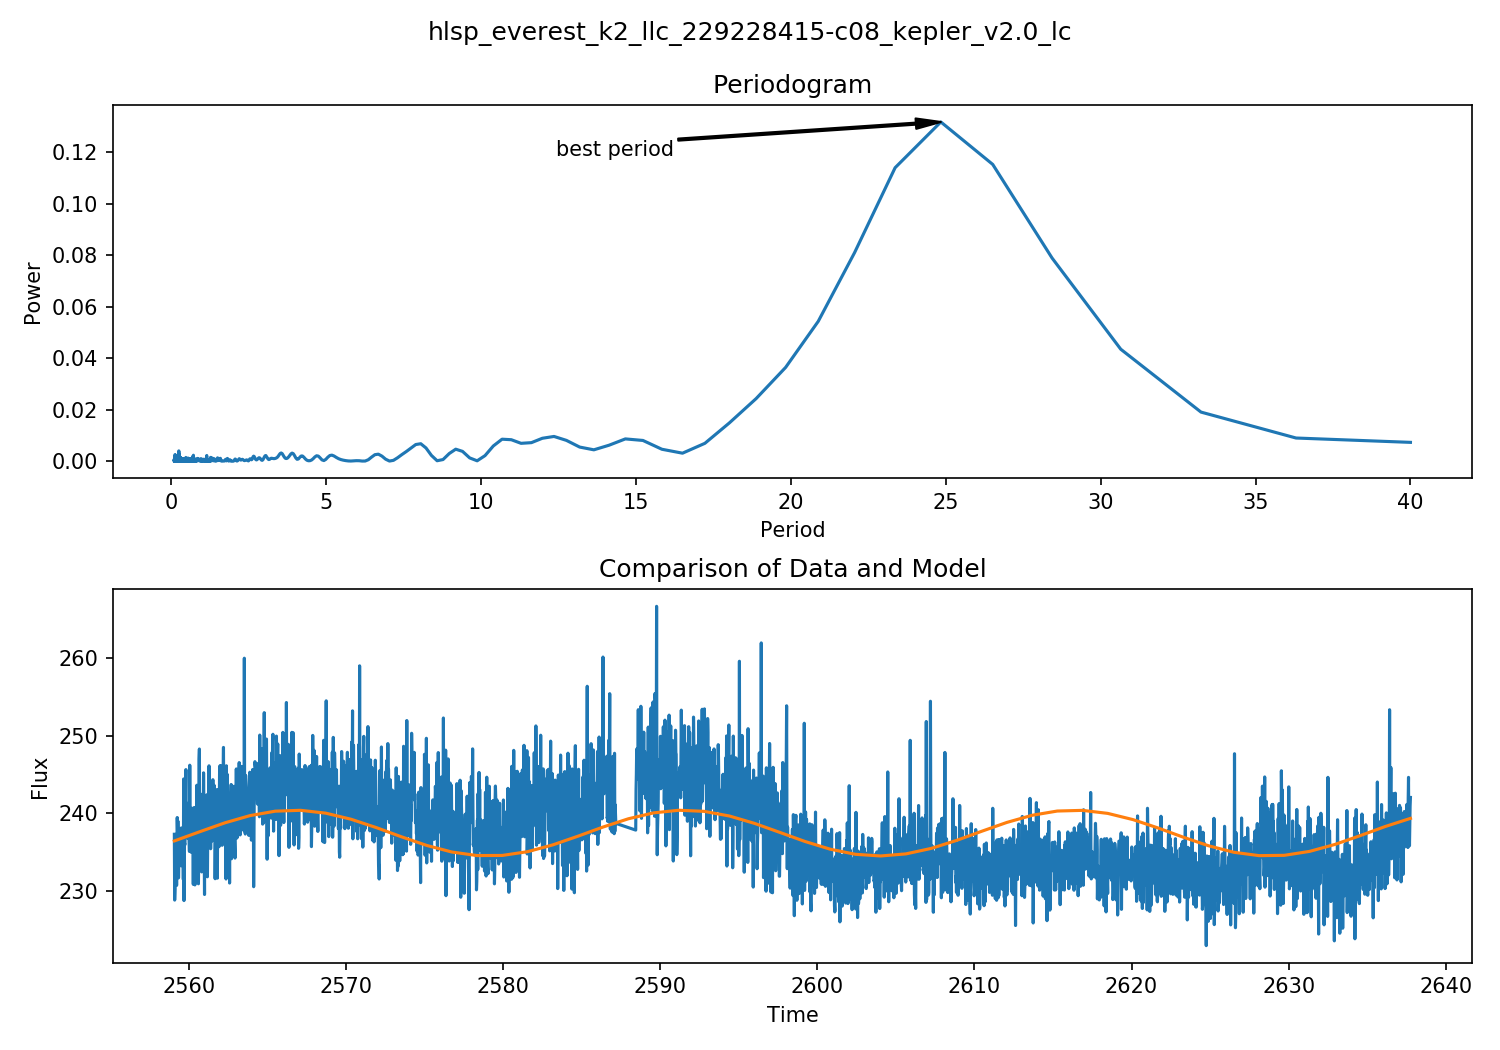 hlsp_everest_k2_llc_229228415-c08_kepler_v2.0_lc
Periodogram
best period
0.12
0.10
0.08
0.06
0.04
0.02
0.00
Power
0 5 10 15 20 25 30 35 40
Period
Comparison of Data and Model
260
250
240
230
Flux
2560 2570 2580 2590 2600 2610 2620 2630 2640
Time